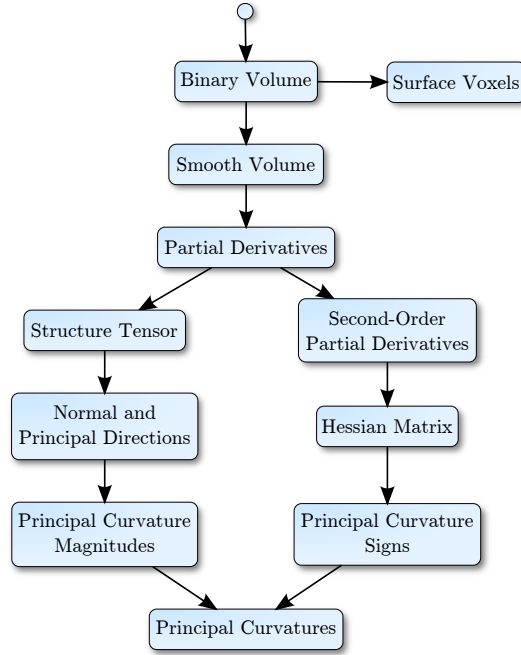 Binary Volume
Surface Voxels
Smooth Volume
Partial Derivatives
Structure Tensor
Second-Order
Partial Derivatives
Normal and
Principal Directions
Hessian Matrix
Principal Curvature
Magnitudes
Principal Curvature
Signs
Principal Curvatures